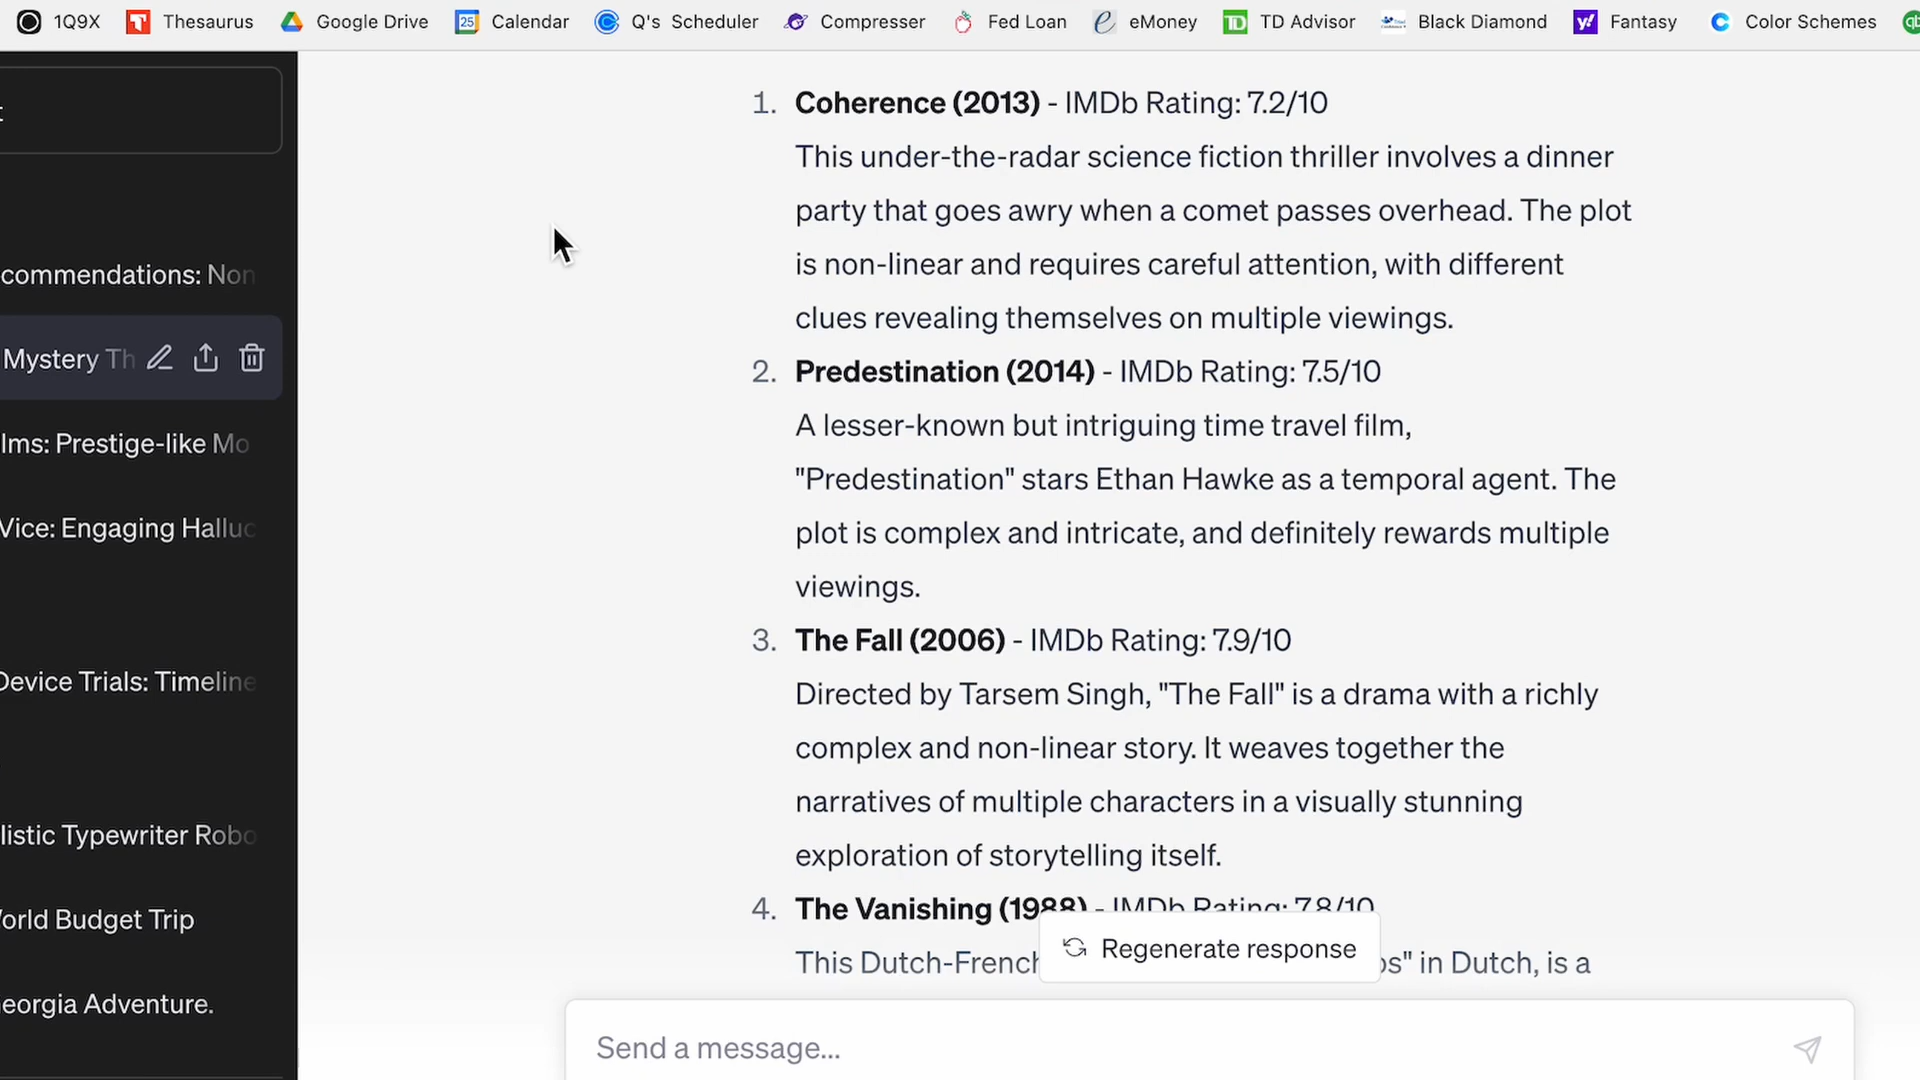 1Q9X Thesaurus Google Drive Calendar Q's Scheduler Compresser Fed Loan eMoney TD Advisor Black Diamond Fantasy Color Schemes
commendations: Non
Mystery Th
lms: Prestige-like Mo
Vice: Engaging Halluc
Device Trials: Timeline
listic Typewriter Robo
orld Budget Trip
eorgia Adventure.
1. Coherence (2013) - IMDb Rating: 7.2/10
This under-the-radar science fiction thriller involves a dinner
party that goes awry when a comet passes overhead. The plot
is non-linear and requires careful attention, with different
clues revealing themselves on multiple viewings.
2. Predestination (2014) - IMDb Rating: 7.5/10
A lesser-known but intriguing time travel film,
"Predestination" stars Ethan Hawke as a temporal agent. The
plot is complex and intricate, and definitely rewards multiple
viewings.
3. The Fall (2006) - IMDb Rating: 7.9/10
Directed by Tarsem Singh, "The Fall" is a drama with a richly
complex and non-linear story. It weaves together the
narratives of multiple characters in a visually stunning
exploration of storytelling itself.
4. The Vanishing (1988) - IMDb Rating: 7.8/10
This Dutch-French os" in Dutch, is a
Regenerate response
Send a message...